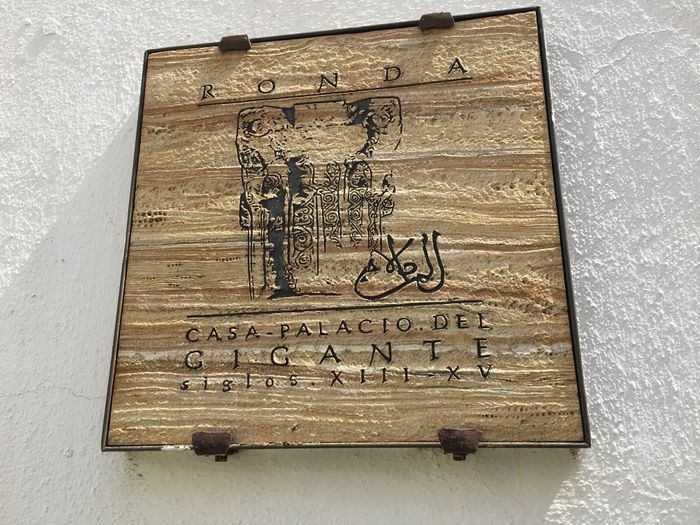 RONDA
CASA-PALACIO.DEL
GIGANTE
siglos.XIII-XV